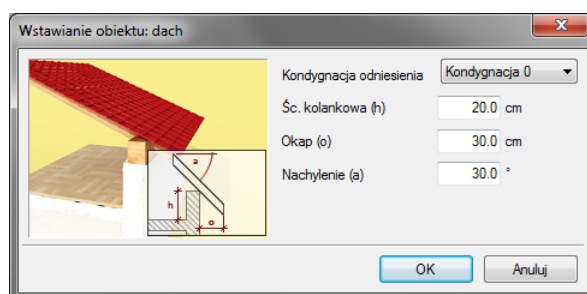 Wstawianie obiektu: dach
Kondygnacja odniesienia Kondygnacja 0
Śc. kolankowa (h) 20.0 cm
Okap (o) 30.0 cm
Nachylenie (a) 30.0 °
a
h
o
OK Anuluj